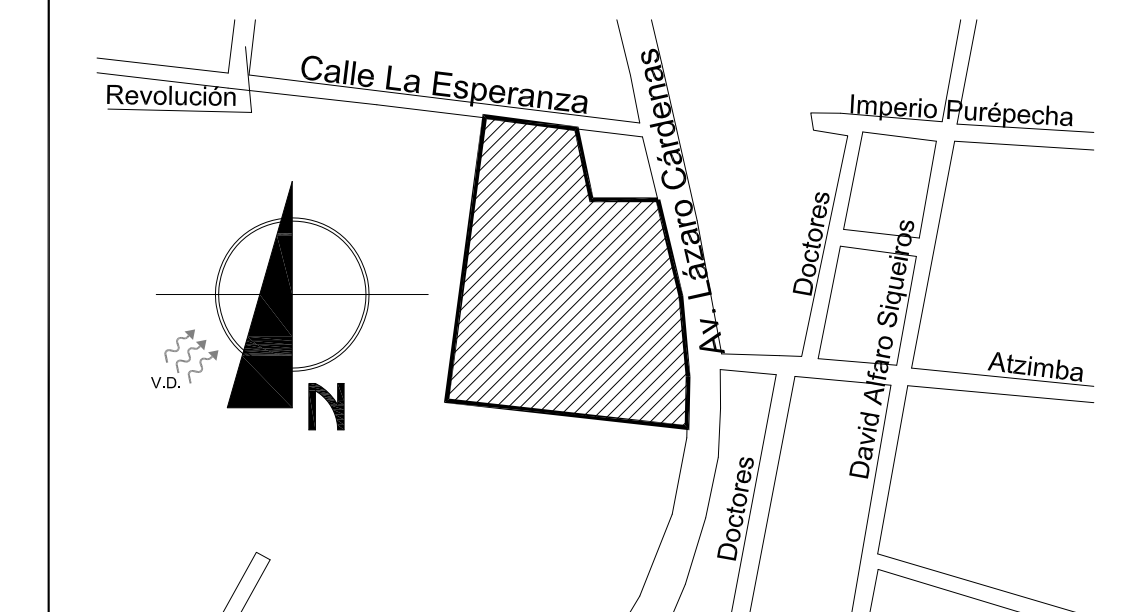 Calle La Esperanza
Revolución
Av. Lázaro Cárdenas
Imperio Purépecha
Doctores
David Alfaro Siqueiros
Atzimba
V.D.
N
Doctores